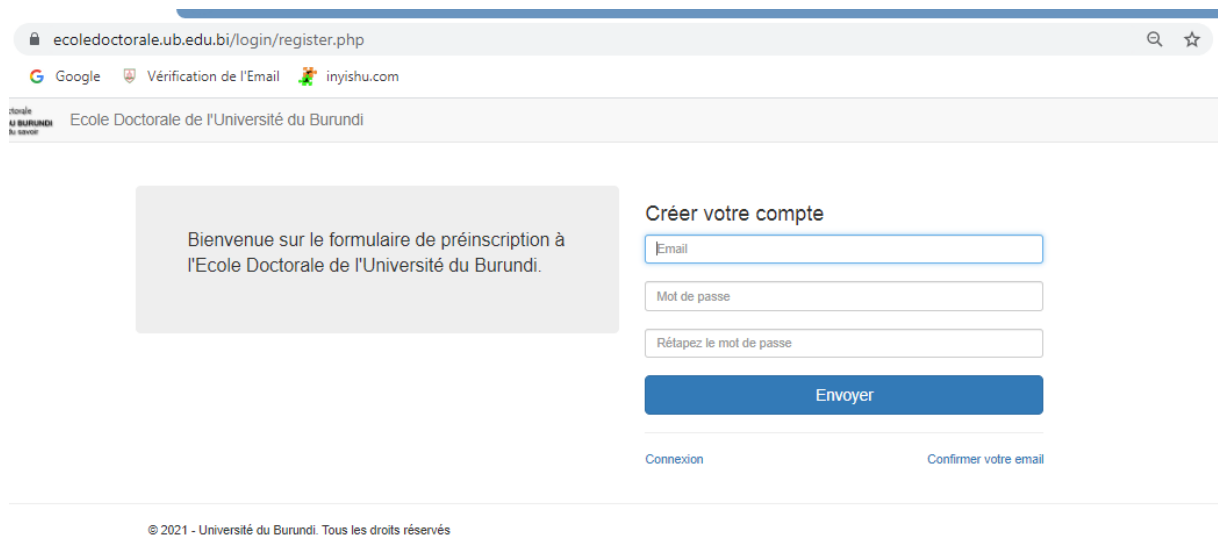 ecoledoctorale.ub.edu.bi/login/register.php
Google Vérification de l'Email inyishu.com
U BURUNDI
Ecole Doctorale de l'Université du Burundi
Bienvenue sur le formulaire de préinscription à
l'Ecole Doctorale de l'Université du Burundi.
Créer votre compte
Email
Mot de passe
Rétapez le mot de passe
Envoyer
Connexion Confirmer votre email
© 2021 - Université du Burundi. Tous les droits réservés